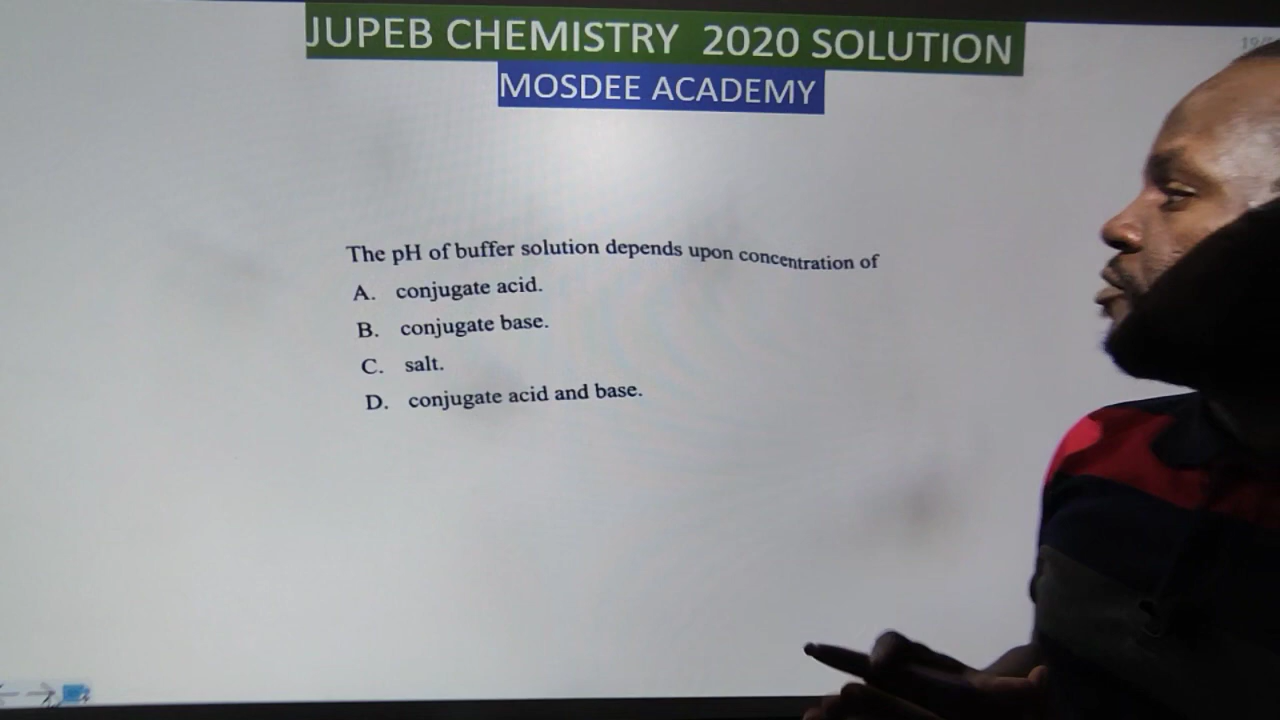 JUPEB CHEMISTRY 2020 SOLUTION
MOSDEE ACADEMY
The pH of buffer solution depends upon concentration of
A. conjugate acid.
B. conjugate base.
C. salt.
D. conjugate acid and base.